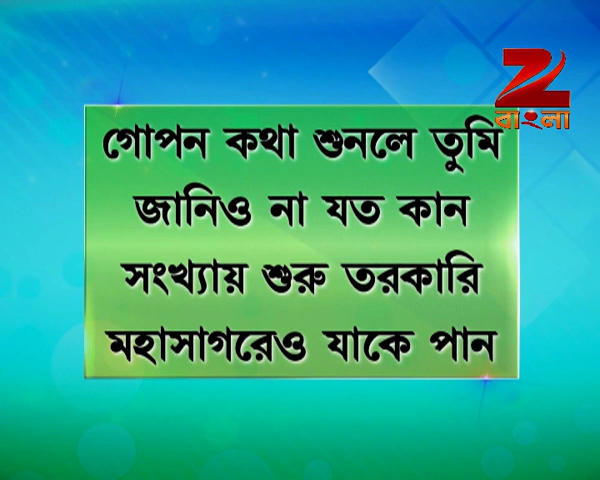 Z
বাংলা
গোপন কথা শুনলে তুমি
জানিও না যত কান
সংখ্যায় শুরু তরকারি
মহাসাগরেও যাকে পান